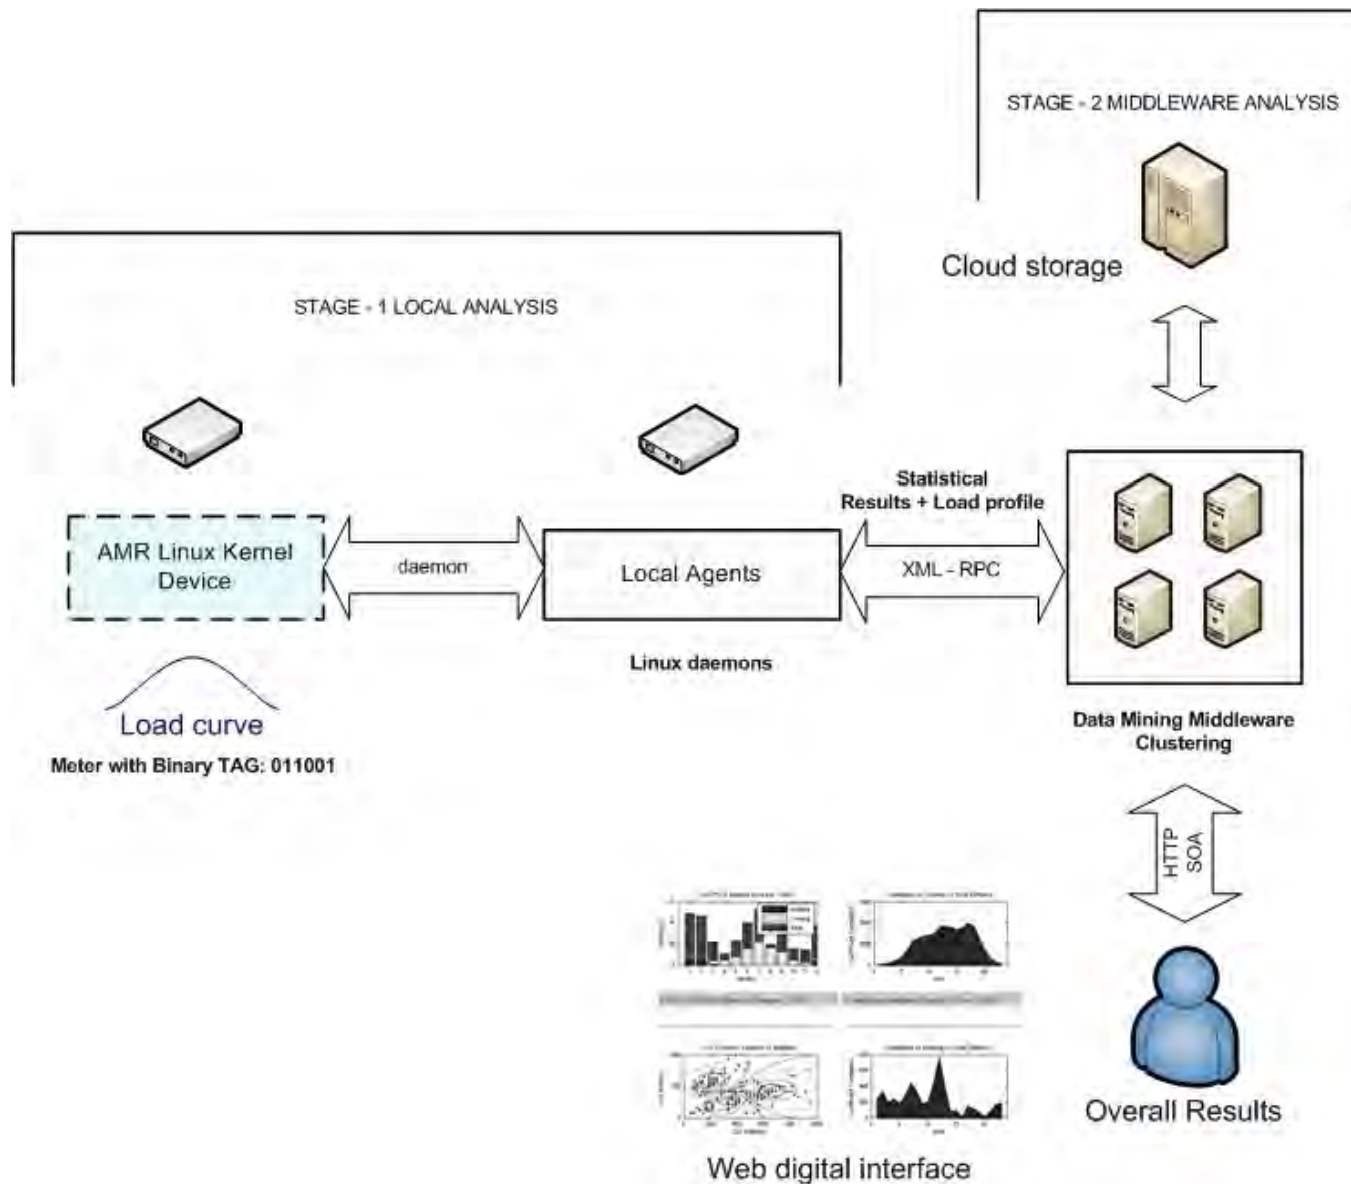 STAGE - 2 MIDDLEWARE ANALYSIS
Cloud storage
STAGE - 1 LOCAL ANALYSIS
Statistical
Results + Load profile
AMR Linux Kernel
Device
daemon
Local Agents
XML - RPC
Linux daemons
Load curve
Meter with Binary TAG: 011001
Data Mining Middleware
Clustering
HTTP
SOA
Overall Results
Web digital interface